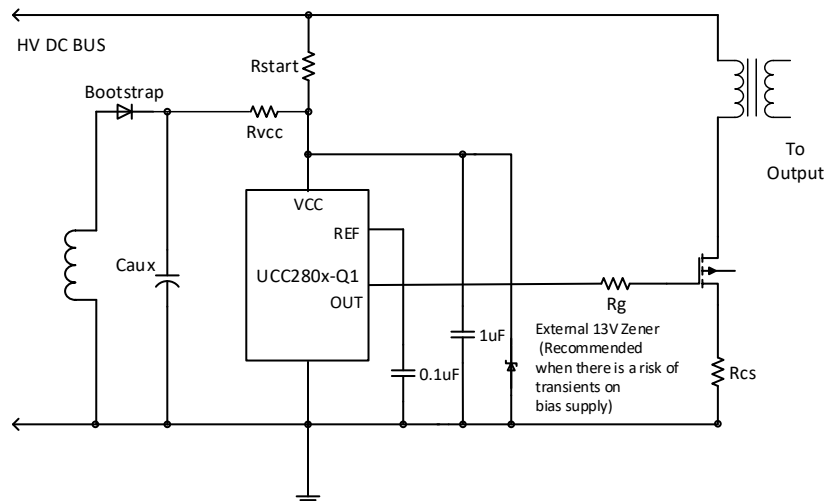 HV DC BUS
Rstart
Bootstrap
Rvcc
To
Output
VCC
REF
Caux
UCC280x-Q1
OUT
Rg
1uF
External 13V Zener
(Recommended
when there is a risk of
transients on
bias supply)
0.1uF
Rcs